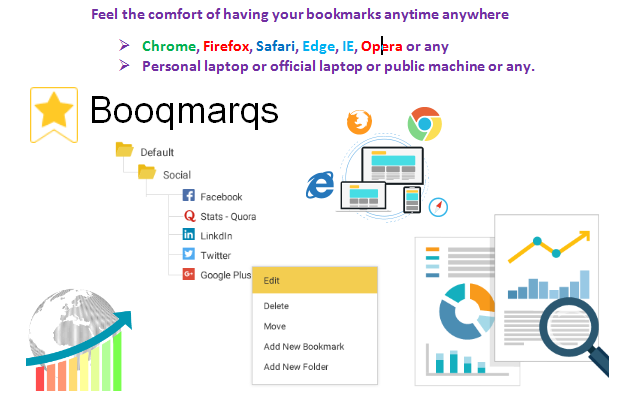 Feel the comfort of having your bookmarks anytime anywhere
Chrome, Firefox, Safari, Edge, IE, Opera or any
Personal laptop or official laptop or public machine or any.
Booqmarqs
Default
Social
Facebook
Stats - Quora
LinkdIn
Twitter
Google Plus
Edit
Delete
Move
Add New Bookmark
Add New Folder